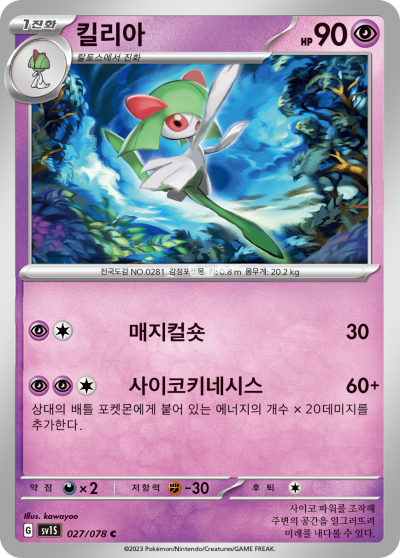 1진화
킬리아
HP 90
랄토스에서 진화
전국도감 NO.0281 감정포켓몬 키: 0.8 m 몸무게: 20.2 kg
매지컬숏 30
사이코키네시스 60+
상대의 배틀 포켓몬에게 붙어 있는 에너지의 개수 × 20데미지를
추가한다.
약점 ×2 저항력 -30 후퇴
Illus. kawayoo
G sv1S 027/078 C
사이코 파워를 조작해
주변의 공간을 일그러뜨려
미래를 내다볼 수 있다.
©2023 Pokémon/Nintendo/Creatures/GAME FREAK.